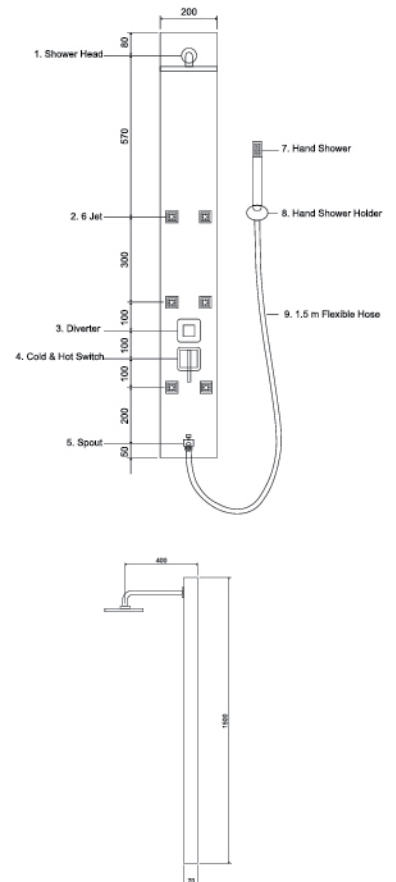 200
80
1. Shower Head
570
7. Hand Shower
2. 6 Jet
8. Hand Shower Holder
300
9. 1.5 m Flexible Hose
100
3. Diverter
100
4. Cold & Hot Switch
100
200
5. Spout
50
400
1500